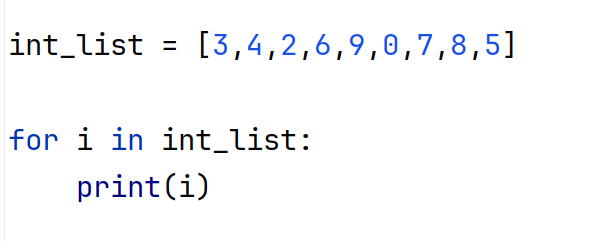 int_list = [3,4,2,6,9,0,7,8,5]
for i in int_list:
    print(i)